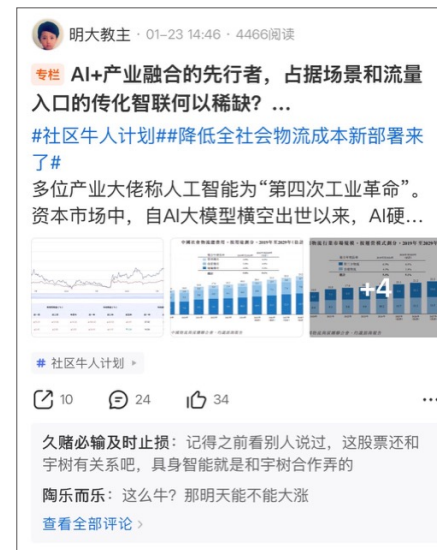 明大教主 · 01-23 14:46 · 4466阅读
专栏 AI+产业融合的先行者，占据场景和流量
入口的传化智联何以稀缺？...
#社区牛人计划##降低全社会物流成本新部署来
了#
多位产业大佬称人工智能为“第四次工业革命”。
资本市场中，自AI大模型横空出世以来，AI硬...
+4
# 社区牛人计划
10 24 34
久赌必输及时止损：记得之前看别人说过，这股票还和
宇树有关系吧，具身智能就是和宇树合作弄的
陶乐而乐：这么牛？那明天能不能大涨
查看全部评论